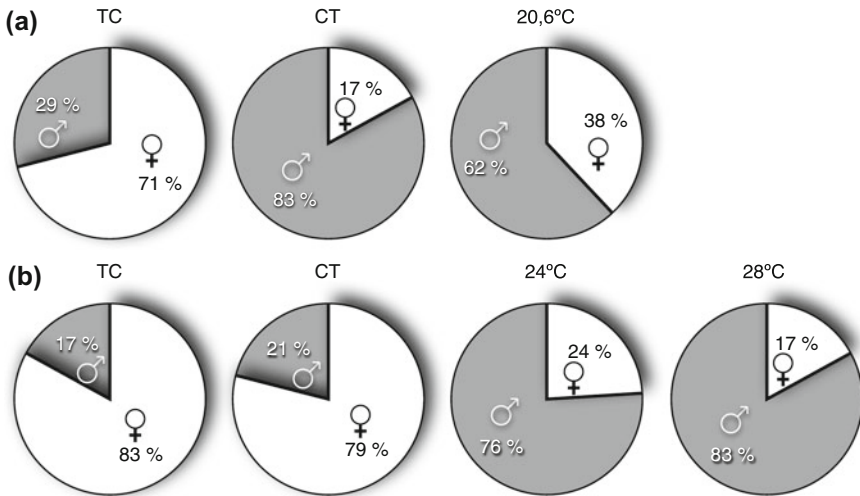 (a)
TC
CT
20,6ºC
29 %
71 %
17 %
83 %
38 %
62 %
(b)
TC
CT
24ºC
28ºC
17 %
83 %
21 %
79 %
24 %
76 %
17 %
83 %